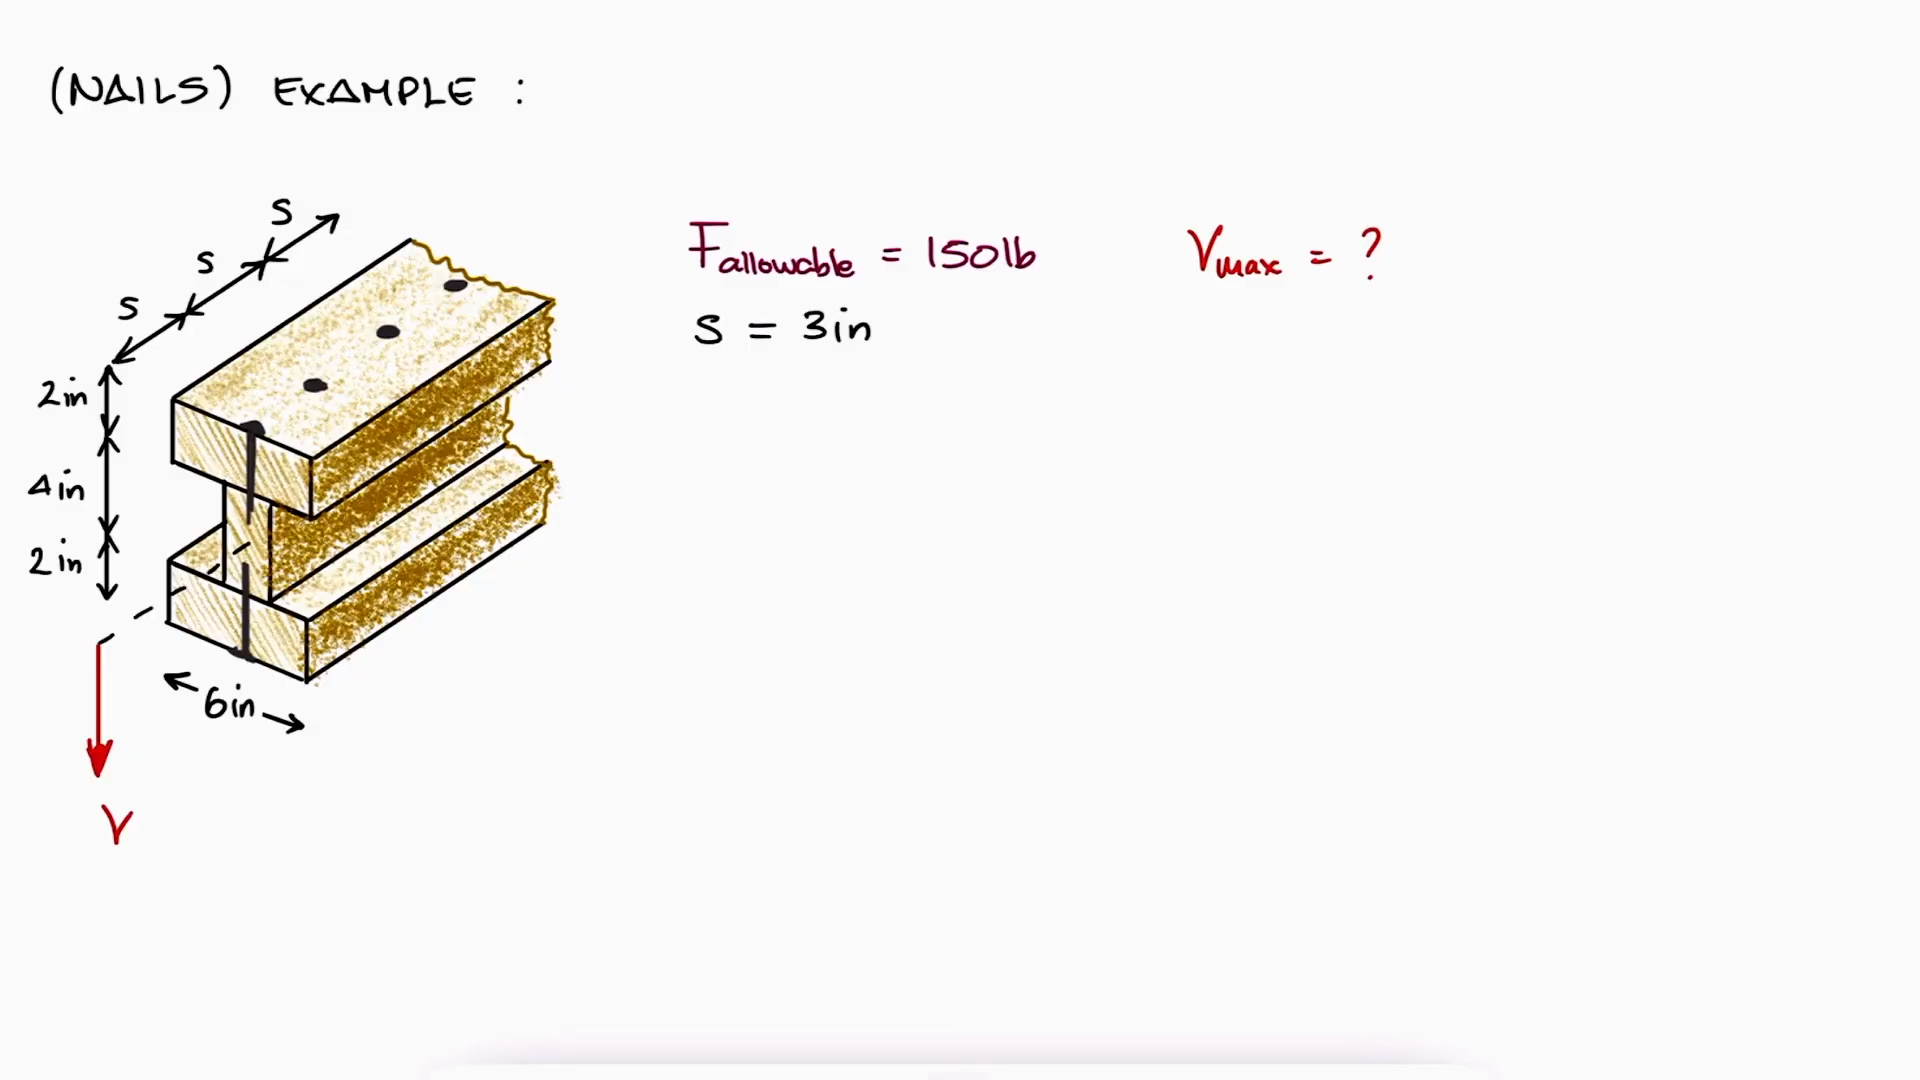 (NAILS) EXAMPLE :
S
S
S
Fallowable = 150lb
Vmax = ?
S = 3in
2in
4in
2in
6in
V